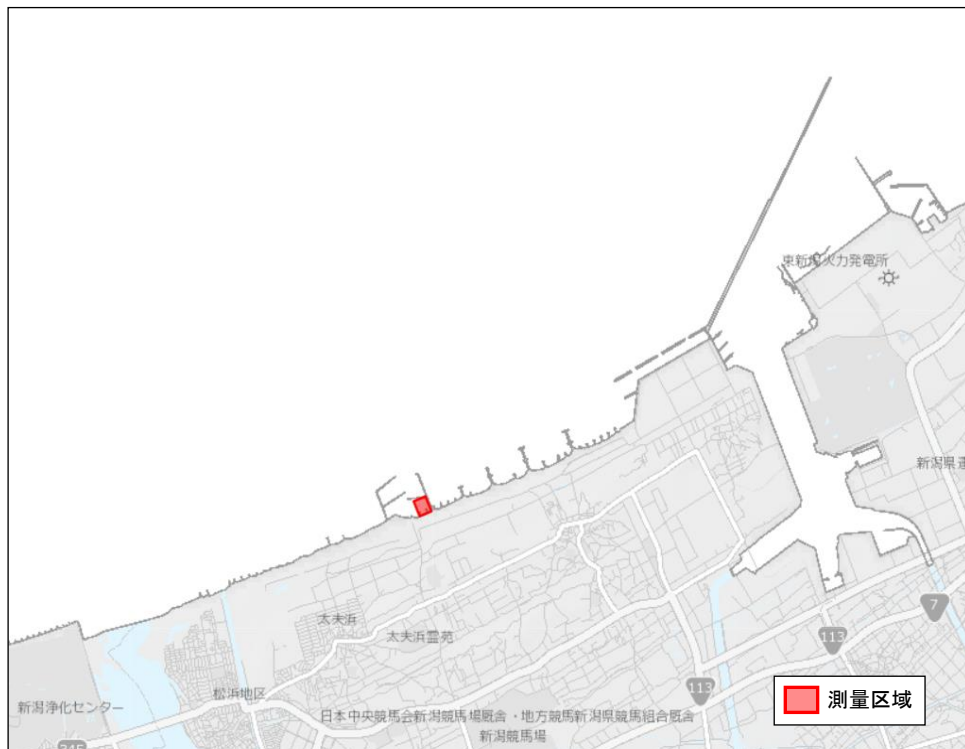 東新潟火力発電所
新潟県
太夫浜
太夫浜霊苑
7
113
松浜地区
113
新潟浄化センター
日本中央競馬会新潟競馬場厩舎・地方競馬新潟県競馬組合厩舎
新潟競馬場
測量区域